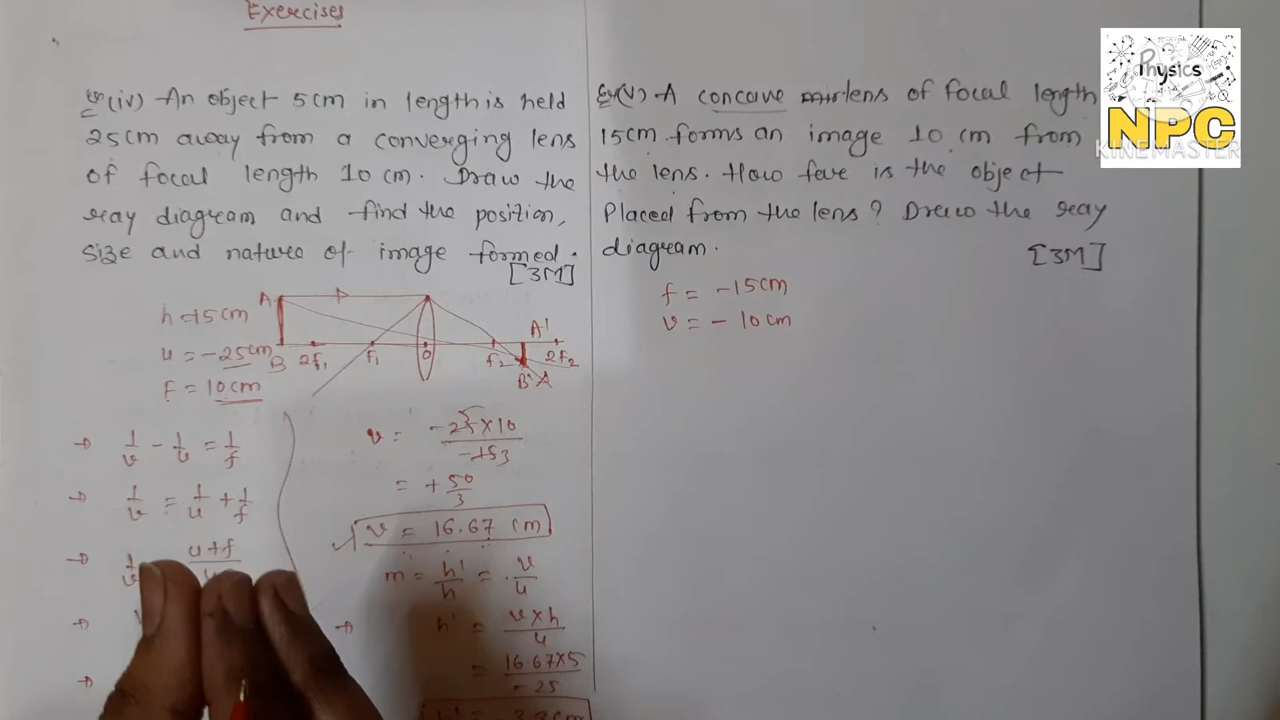 Exercises
Ex(iv) An object 5cm in length is held
25cm away from a converging lens
of focal length 10 cm. Draw the
ray diagram and find the position,
size and nature of image formed.
[3M]
h = 5cm
u = -25cm
F = 10cm
A
B 2F₁ F₁ O F₂ 2F₂
A'
B'
→ 1/v - 1/u = 1/f
→ 1/v = 1/u + 1/f
→ 1/v u+f
→
→
v = -25×10 / -15 3
= + 50/3
v = 16.67 cm
m = h'/h = v/u
→ h' = v×h / u
= 16.67×5 / -25
Ex(v) A concave lens of focal length
15cm forms an image 10 cm from
the lens. How far is the object
Placed from the lens? Draw the ray
diagram.
[3M]
f = -15cm
v = - 10cm
Physics
NPC
KINEMASTER